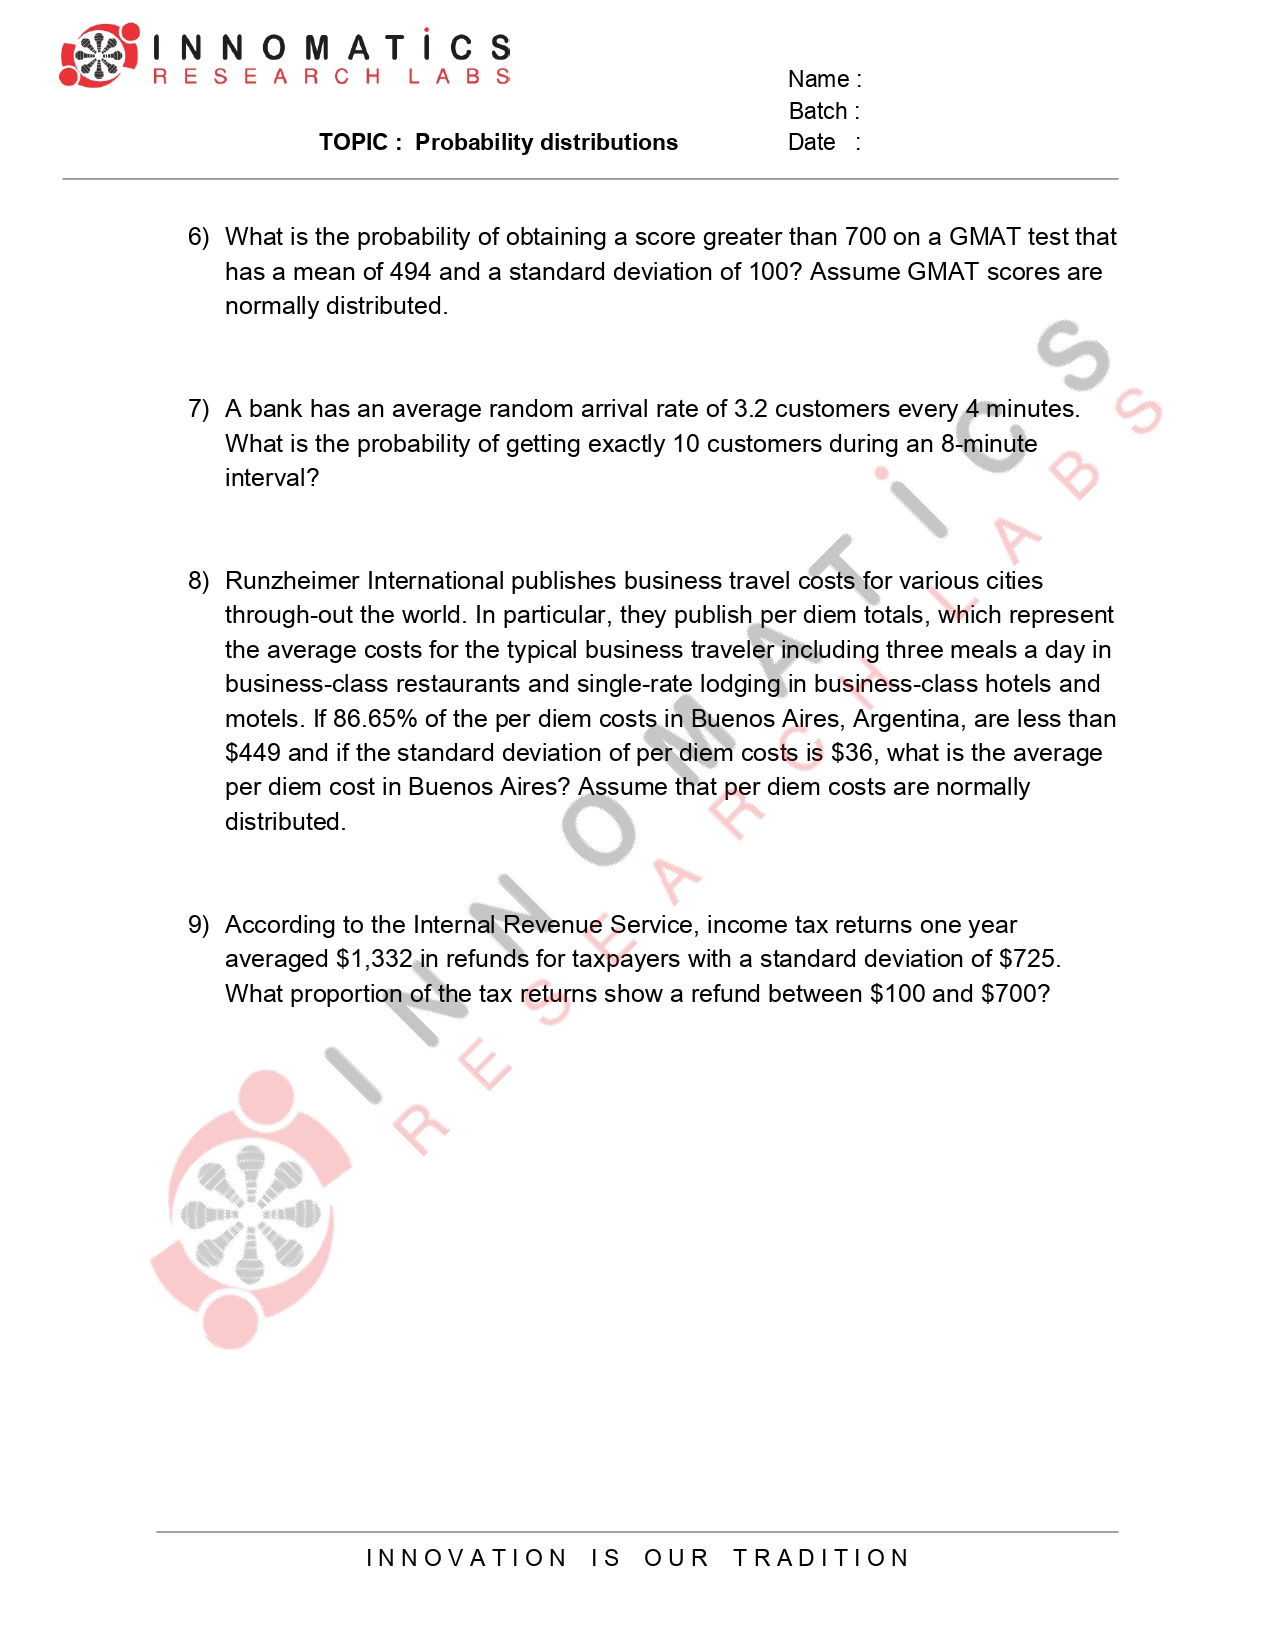 INNOMATiCS
RESEARCH LABS
Name :
Batch :
TOPIC : Probability distributions
Date :
6) What is the probability of obtaining a score greater than 700 on a GMAT test that
has a mean of 494 and a standard deviation of 100? Assume GMAT scores are
normally distributed.
7) A bank has an average random arrival rate of 3.2 customers every 4 minutes.
What is the probability of getting exactly 10 customers during an 8-minute
interval?
8) Runzheimer International publishes business travel costs for various cities
through-out the world. In particular, they publish per diem totals, which represent
the average costs for the typical business traveler including three meals a day in
business-class restaurants and single-rate lodging in business-class hotels and
motels. If 86.65% of the per diem costs in Buenos Aires, Argentina, are less than
$449 and if the standard deviation of per diem costs is $36, what is the average
per diem cost in Buenos Aires? Assume that per diem costs are normally
distributed.
9) According to the Internal Revenue Service, income tax returns one year
averaged $1,332 in refunds for taxpayers with a standard deviation of $725.
What proportion of the tax returns show a refund between $100 and $700?
INNOMATiCS
RESEARCH LABS
INNOVATION IS OUR TRADITION